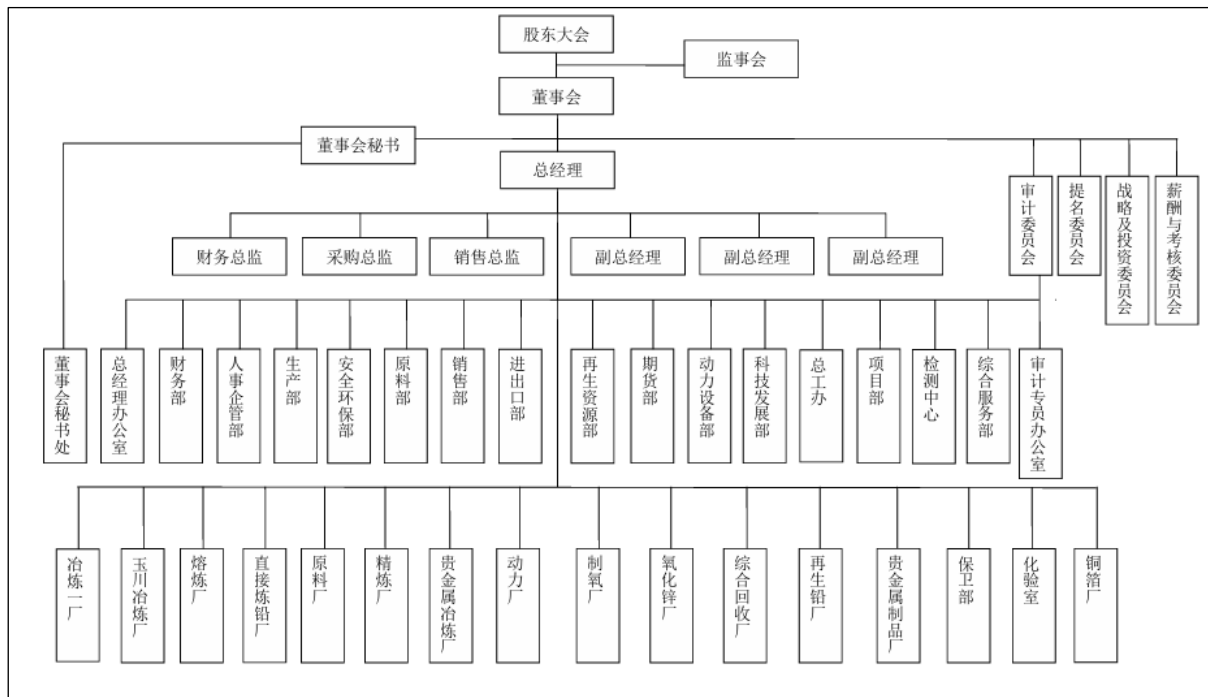 股东大会
监事会
董事会
董事会秘书
总经理
审计委员会
提名委员会
战略及投资委员会
薪酬与考核委员会
财务总监
采购总监
销售总监
副总经理
副总经理
副总经理
董事会秘书处
总经理办公室
财务部
人事企管部
生产部
安全环保部
原料部
销售部
进出口部
再生资源部
期货部
动力设备部
科技发展部
总工办
项目部
检测中心
综合服务部
审计专员办公室
冶炼一厂
玉川冶炼厂
熔炼厂
直接炼铅厂
原料厂
精炼厂
贵金属冶炼厂
动力厂
制氧厂
氧化锌厂
综合回收厂
再生铅厂
贵金属制品厂
保卫部
化验室
铜箔厂